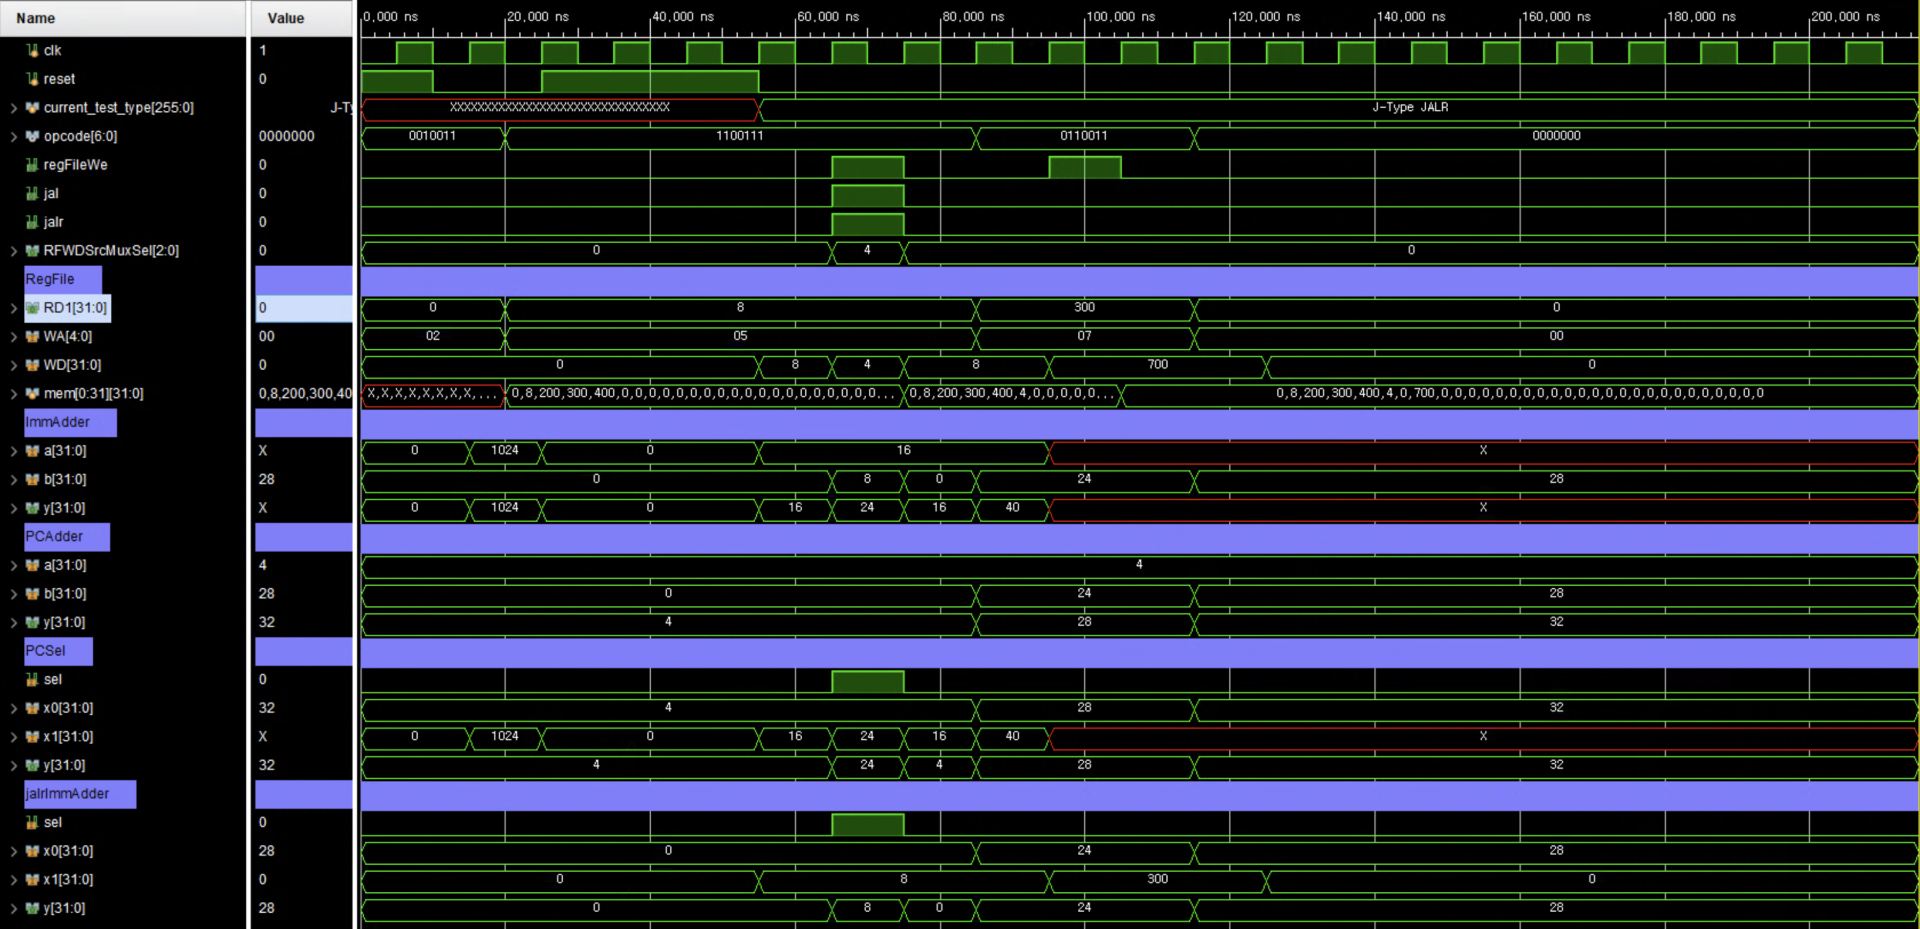 Name Value 0,000 ns 20,000 ns 40,000 ns 60,000 ns 80,000 ns 100,000 ns 120,000 ns 140,000 ns 160,000 ns 180,000 ns 200,000 ns
clk 1
reset 0
current_test_type[255:0] J-Ty XXXXXXXXXXXXXXXXXXXXXXXXXXXXXXXX J-Type JALR
opcode[6:0] 0000000 0010011 1100111 0110011 0000000
regFileWe 0
jal 0
jalr 0
RFWDSrcMuxSel[2:0] 0 0 4 0
RegFile
RD1[31:0] 0 0 8 300 0
WA[4:0] 00 02 05 07 00
WD[31:0] 0 0 8 4 8 700 0
mem[0:31][31:0] 0,8,200,300,40 X,X,X,X,X,X,X,X,... 0,8,200,300,400,0,0,0,0,0,0,0,0,0,0,0,0,0,0,0,0,0,0,0,0... 0,8,200,300,400,4,0,0,0,0,0... 0,8,200,300,400,4,0,700,0,0,0,0,0,0,0,0,0,0,0,0,0,0,0,0,0,0,0,0,0,0,0,0
ImmAdder
a[31:0] X 0 1024 0 16 X
b[31:0] 28 0 8 0 24 28
y[31:0] X 0 1024 0 16 24 16 40 X
PCAdder
a[31:0] 4 4
b[31:0] 28 0 24 28
y[31:0] 32 4 28 32
PCSel
sel 0
x0[31:0] 32 4 28 32
x1[31:0] X 0 1024 0 16 24 16 40 X
y[31:0] 32 4 24 4 28 32
jalrImmAdder
sel 0
x0[31:0] 28 0 24 28
x1[31:0] 0 0 8 300 0
y[31:0] 28 0 8 0 24 28